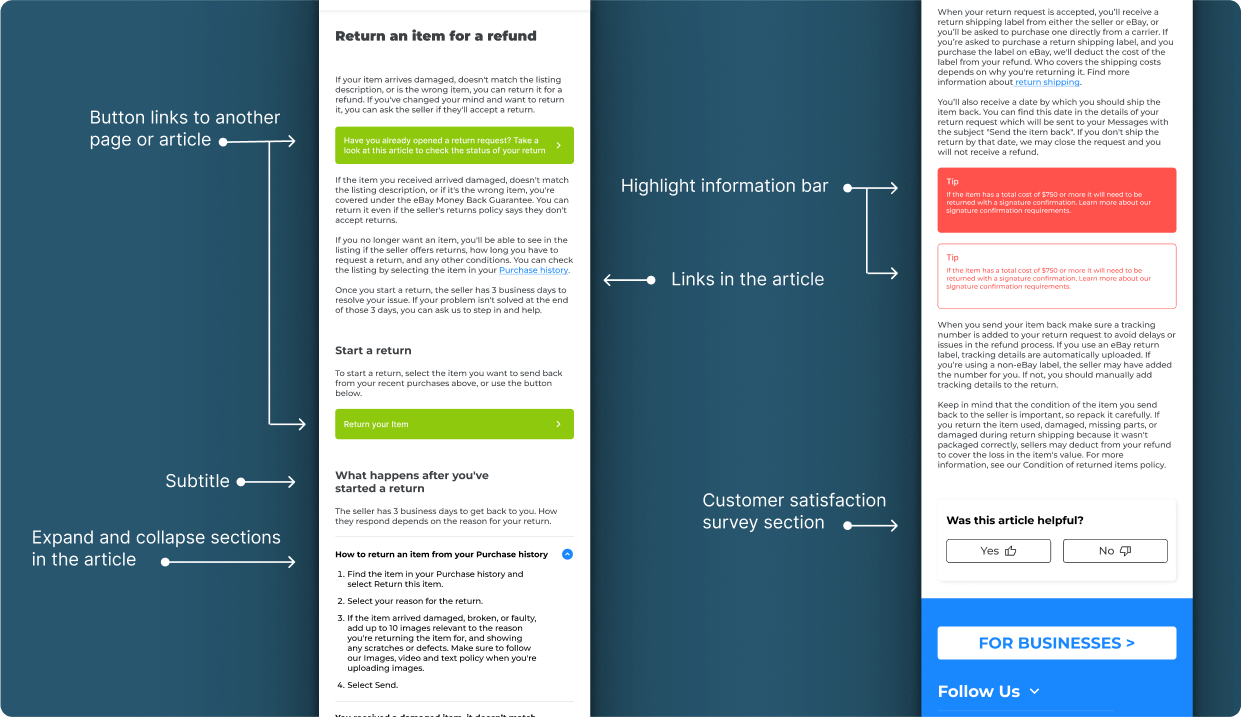 Return an item for a refund
If your item arrives damaged, doesn't match the listing
description, or is the wrong item, you can return it for a
refund. If you've changed your mind and want to return
it, you can ask the seller if they'll accept a return.
Button links to another
page or article
Have you already opened a return request? Take a
look at this article to check the status of your return
If the item you received arrived damaged, doesn't match
the listing description, or if it's the wrong item, you're
covered under the eBay Money Back Guarantee. You can
return it even if the seller's returns policy says they don't
accept returns.
If you no longer want an item, you'll be able to see in the
listing if the seller offers returns, how long you have to
request a return, and any other conditions. You can check
the listing by selecting the item in your Purchase history.
Links in the article
Once you start a return, the seller has 3 business days to
resolve your issue. If your problem isn't solved at the end
of those 3 days, you can ask us to step in and help.
Start a return
To start a return, select the item you want to send back
from your recent purchases above, or use the button
below.
Return your Item
Subtitle
What happens after you've
started a return
The seller has 3 business days to get back to you. How
they respond depends on the reason for your return.
Expand and collapse sections
in the article
How to return an item from your Purchase history
1. Find the item in your Purchase history and
select Return this item.
2. Select your reason for the return.
3. If the item arrived damaged, broken, or faulty,
add up to 10 images relevant to the reason
you're returning the item for, and showing
any scratches or defects. Make sure to follow
our Images, video and text policy when you're
uploading images.
4. Select Send.
You received a damaged item, it doesn't match
When your return request is accepted, you'll receive a
return shipping label from either the seller or eBay, or
you'll be asked to purchase one directly from a carrier. If
you're asked to purchase a return shipping label, and you
purchase the label on eBay, we'll deduct the cost of the
label from your refund. Who covers the shipping costs
depends on why you're returning it. Find more
information about return shipping.
You'll also receive a date by which you should ship the
item back. You can find this date in the details of your
return request which will be sent to your Messages with
the subject "Send the item back". If you don't ship the
return by that date, we may close the request and you
will not receive a refund.
Highlight information bar
Tip
If the item has a total cost of $750 or more it will need to be
returned with a signature confirmation. Learn more about our
signature confirmation requirements.
Tip
If the item has a total cost of $750 or more it will need to be
returned with a signature confirmation. Learn more about our
signature confirmation requirements.
When you send your item back make sure a tracking
number is added to your return request to avoid delays or
issues in the refund process. If you use an eBay return
label, tracking details are automatically uploaded. If
you're using a non-eBay label, the seller may have added
the number for you. If not, you should manually add
tracking details to the return.
Keep in mind that the condition of the item you send
back to the seller is important, so repack it carefully. If
you return the item used, damaged, missing parts, or
damaged during return shipping because it wasn't
packaged correctly, sellers may deduct from your refund
to cover the loss in the item's value. For more
information, see our Condition of returned items policy.
Customer satisfaction
survey section
Was this article helpful?
Yes
No
FOR BUSINESSES >
Follow Us